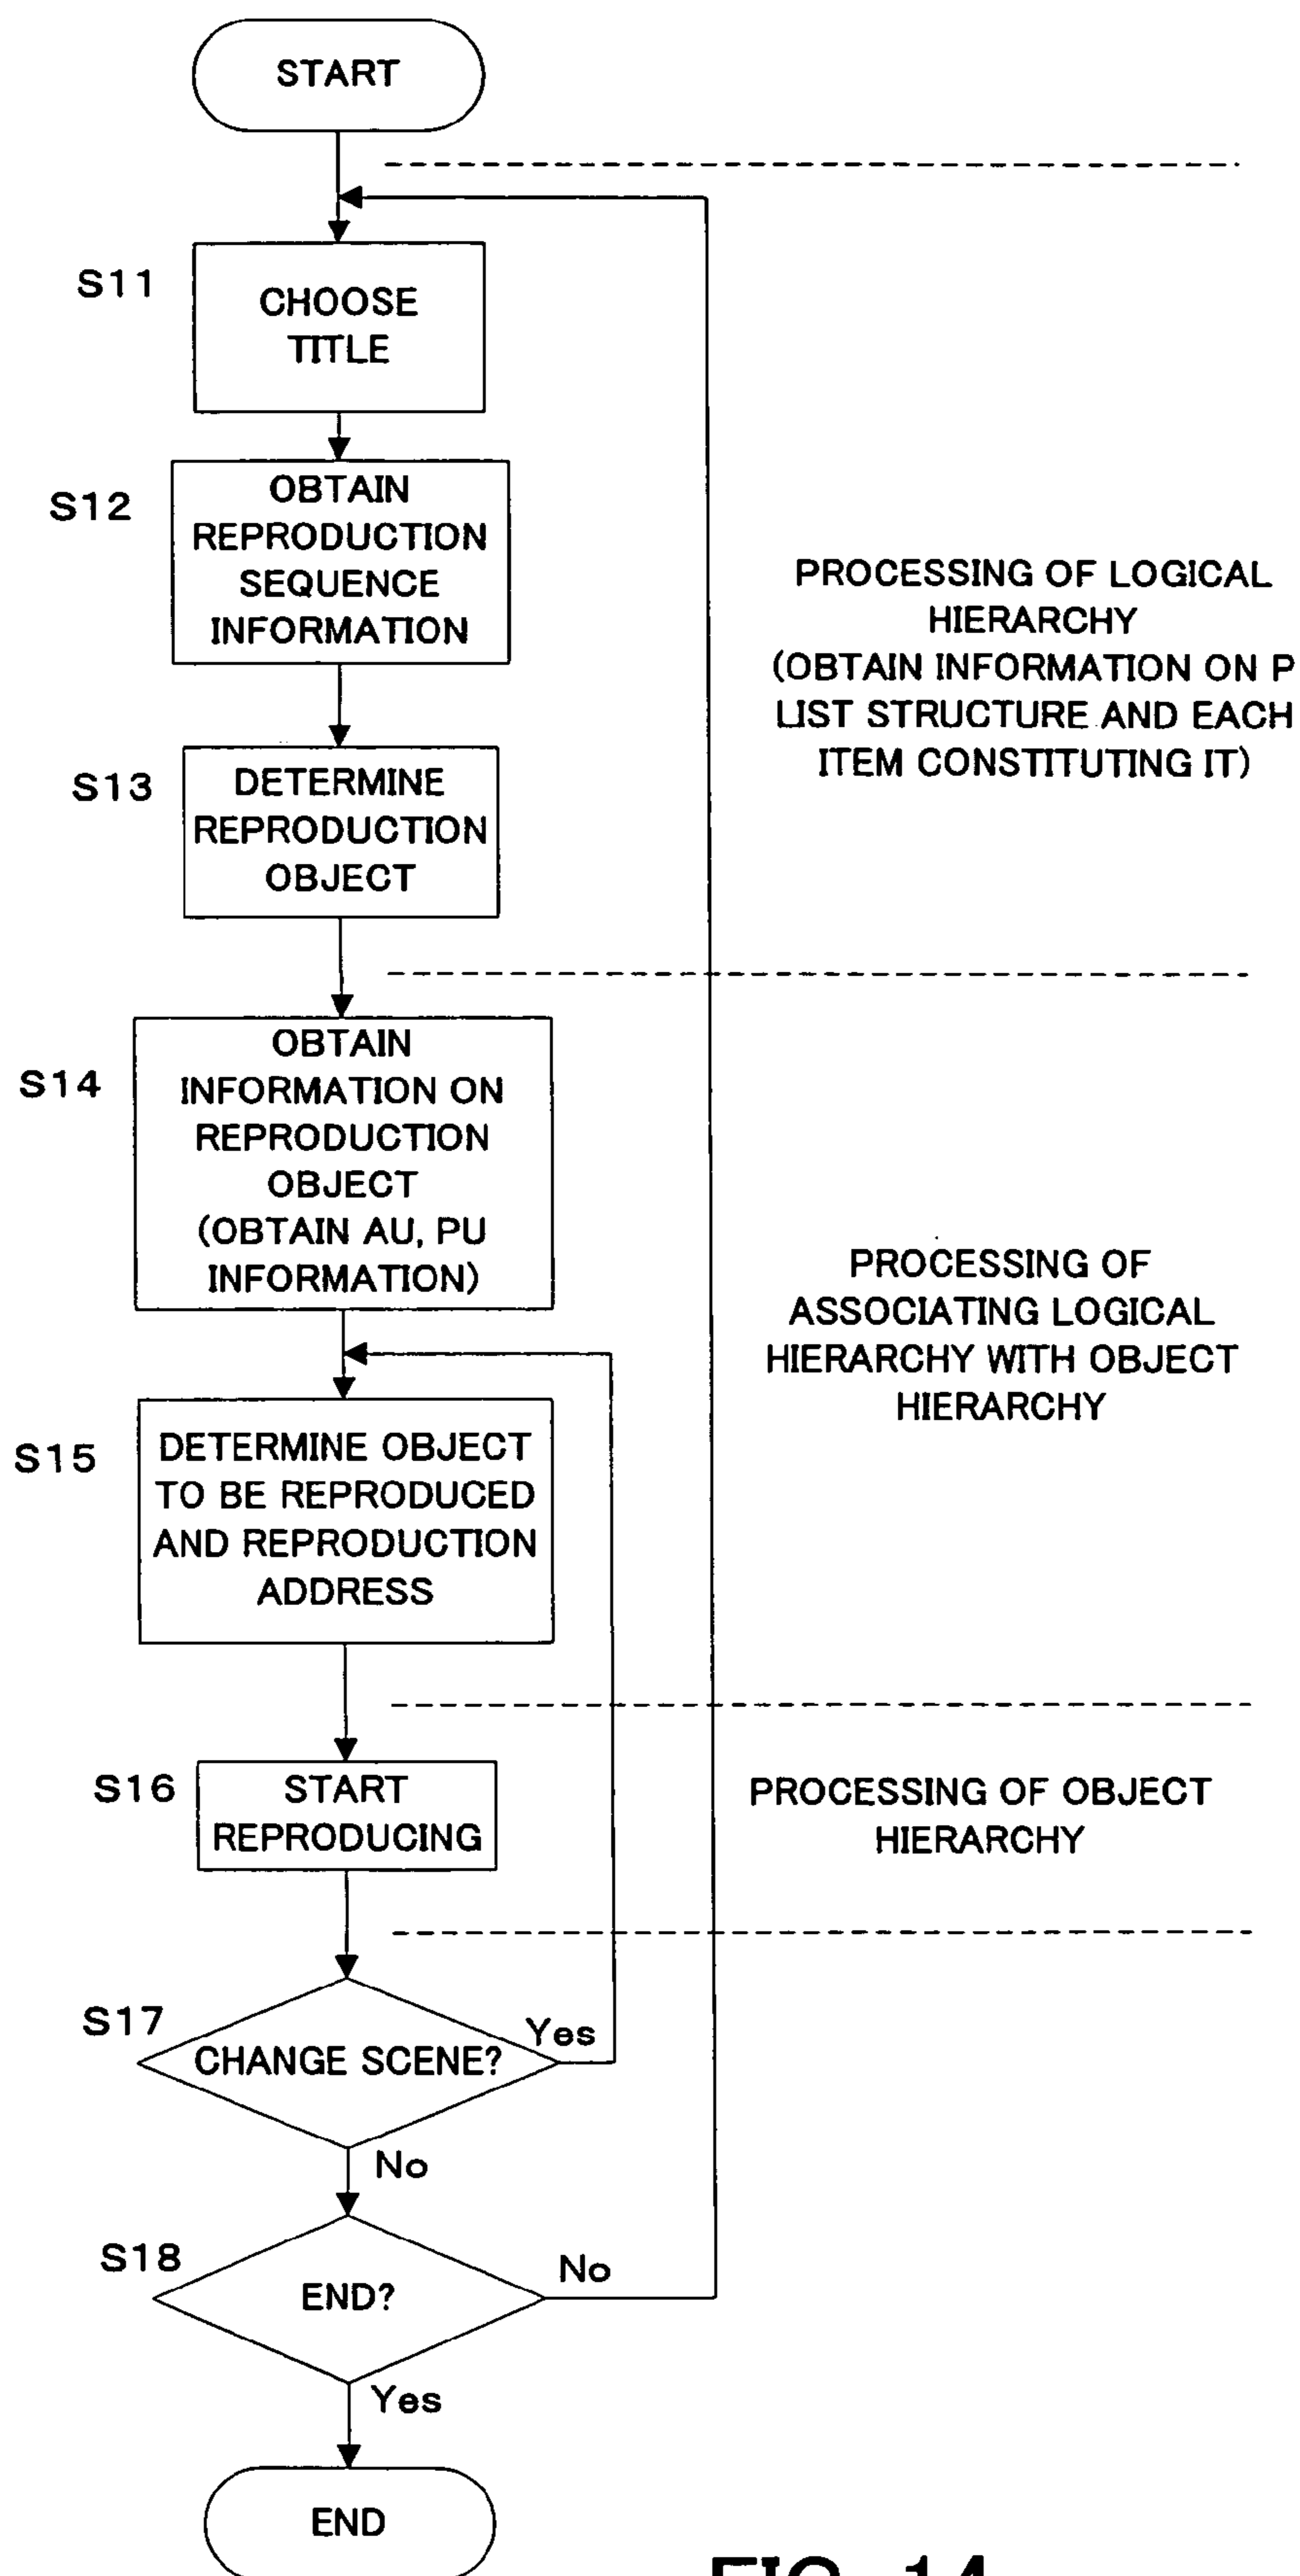 START
S11
CHOOSE
TITLE
S12
OBTAIN
REPRODUCTION
SEQUENCE
INFORMATION
PROCESSING OF LOGICAL
HIERARCHY
(OBTAIN INFORMATION ON P
LIST STRUCTURE AND EACH
ITEM CONSTITUTING IT)
S13
DETERMINE
REPRODUCTION
OBJECT
S14
OBTAIN
INFORMATION ON
REPRODUCTION
OBJECT
(OBTAIN AU, PU
INFORMATION)
PROCESSING OF
ASSOCIATING LOGICAL
HIERARCHY WITH OBJECT
HIERARCHY
S15
DETERMINE OBJECT
TO BE REPRODUCED
AND REPRODUCTION
ADDRESS
S16
START
REPRODUCING
PROCESSING OF OBJECT
HIERARCHY
S17
CHANGE SCENE?
Yes
No
S18
END?
No
Yes
END
FIG. 14